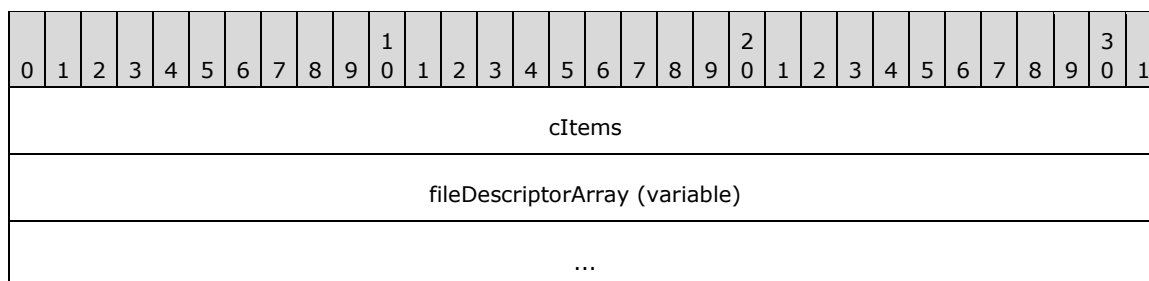 1 2 3
0 1 2 3 4 5 6 7 8 9 0 1 2 3 4 5 6 7 8 9 0 1 2 3 4 5 6 7 8 9 0 1
cItems
fileDescriptorArray (variable)
...